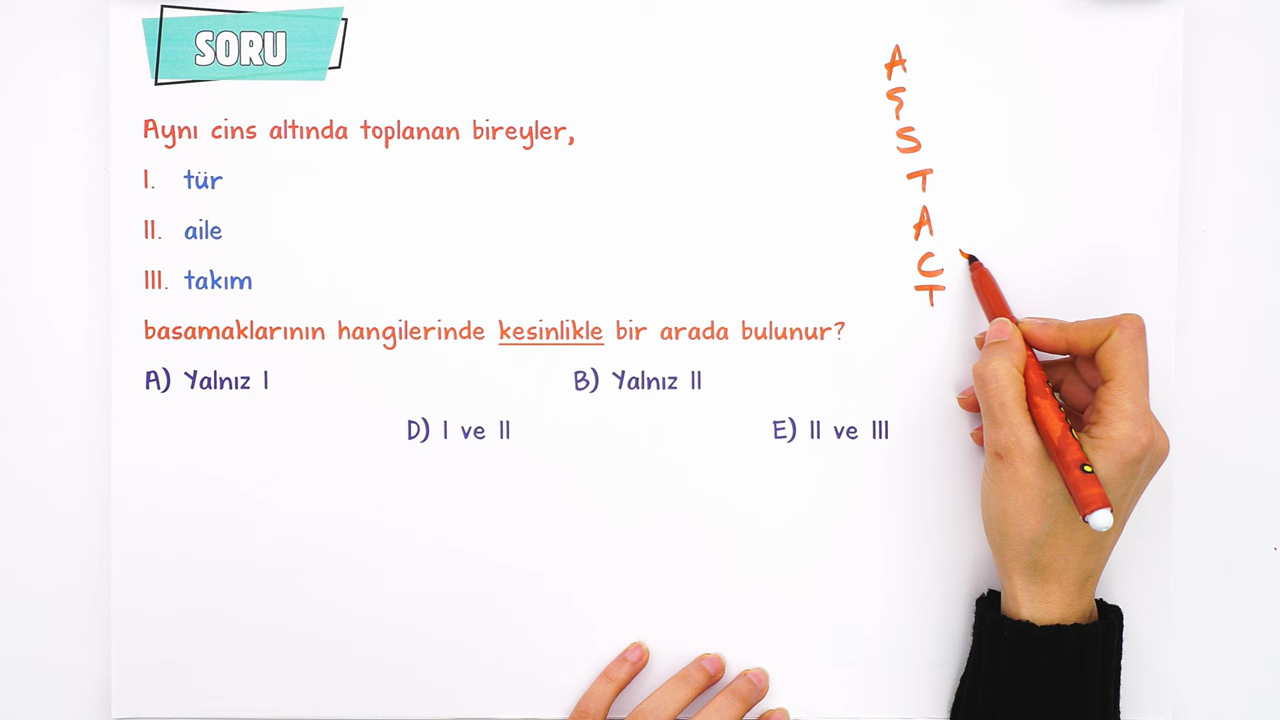 SORU
Aynı cins altında toplanan bireyler,
I. tür
II. aile
III. takım
basamaklarının hangilerinde kesinlikle bir arada bulunur?
A) Yalnız I
B) Yalnız II
D) I ve II
E) II ve III
A
Ş
S
T
A
C
T